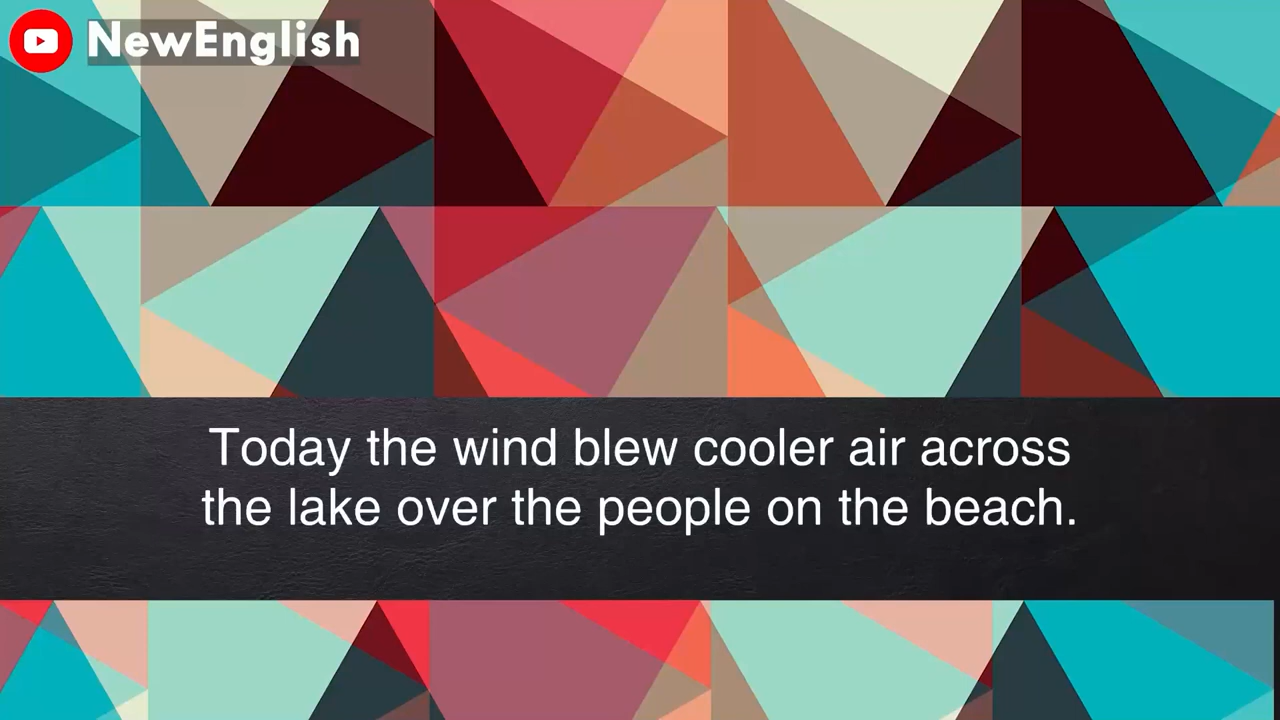 NewEnglish
Today the wind blew cooler air across
the lake over the people on the beach.